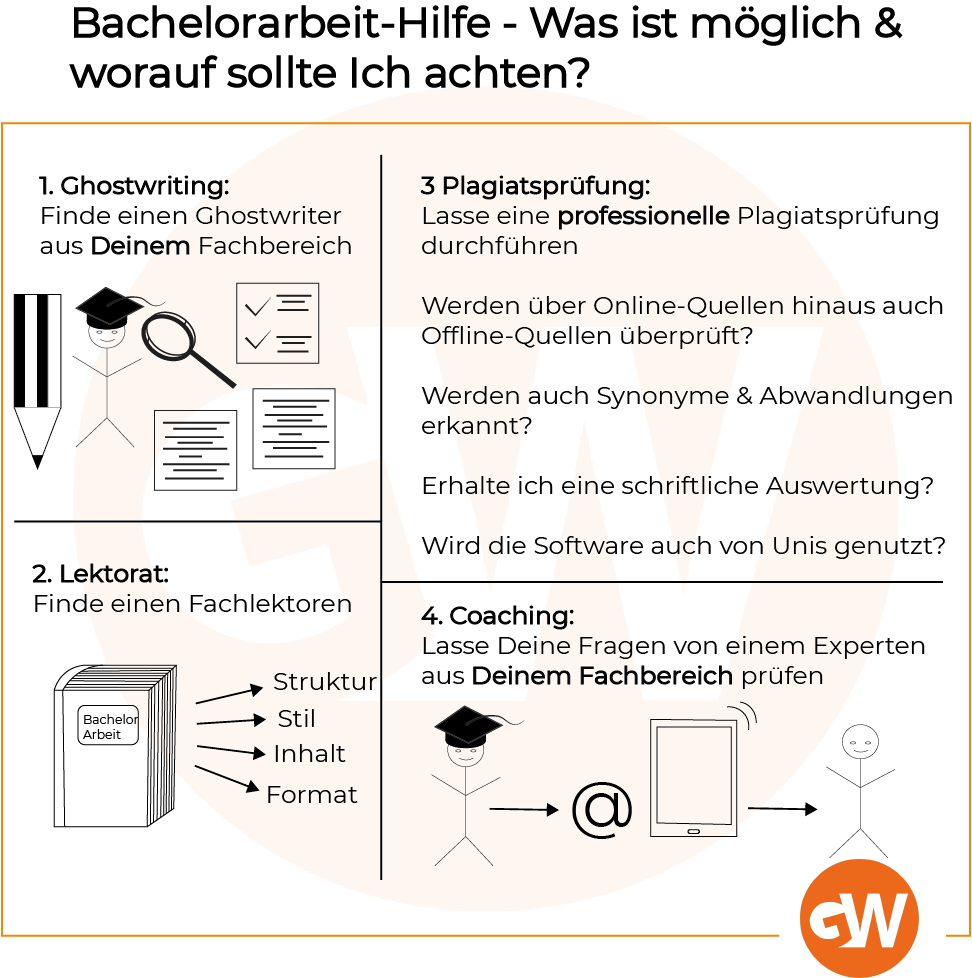 Bachelorarbeit-Hilfe - Was ist möglich &
worauf sollte Ich achten?
1. Ghostwriting:
Finde einen Ghostwriter
aus Deinem Fachbereich
2. Lektorat:
Finde einen Fachlektoren
Bachelor
Arbeit
Struktur
Stil
Inhalt
Format
3 Plagiatsprüfung:
Lasse eine professionelle Plagiatsprüfung
durchführen
Werden über Online-Quellen hinaus auch
Offline-Quellen überprüft?
Werden auch Synonyme & Abwandlungen
erkannt?
Erhalte ich eine schriftliche Auswertung?
Wird die Software auch von Unis genutzt?
4. Coaching:
Lasse Deine Fragen von einem Experten
aus Deinem Fachbereich prüfen
@
GW